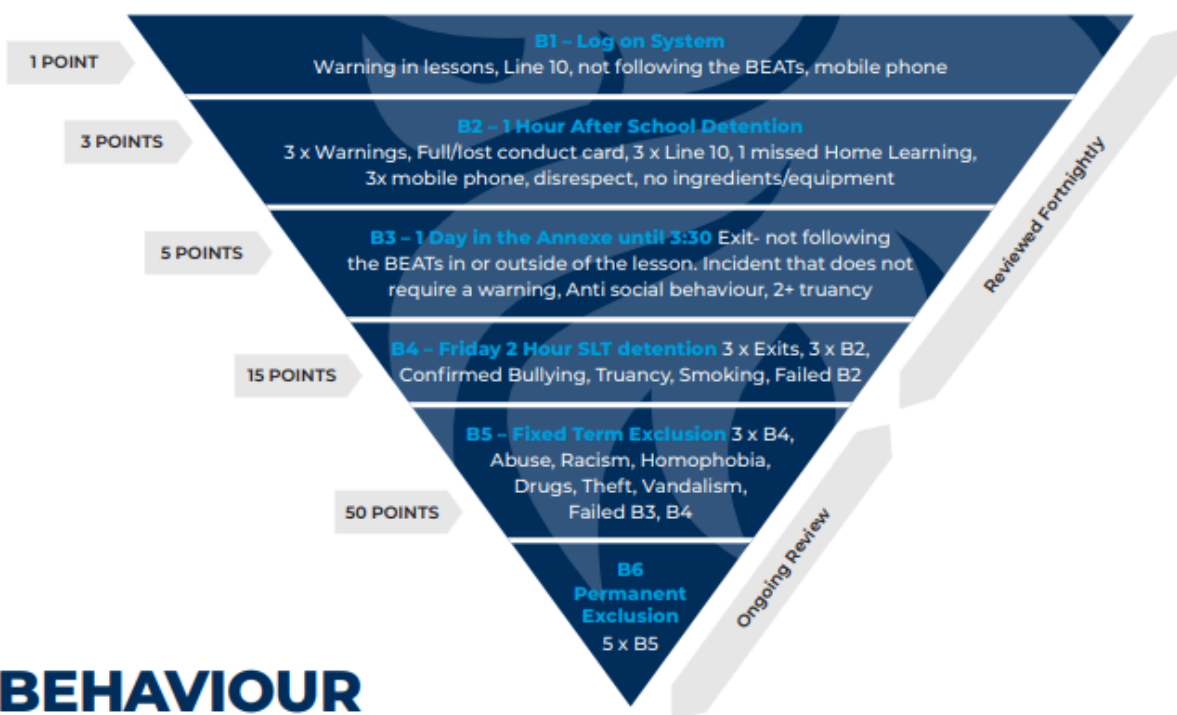 1 POINT
B1 – Log on System
Warning in lessons, Line 10, not following the BEATs, mobile phone
3 POINTS
B2 – 1 Hour After School Detention
3 x Warnings, Full/lost conduct card, 3 x Line 10, 1 missed Home Learning,
3x mobile phone, disrespect, no ingredients/equipment
5 POINTS
B3 – 1 Day in the Annexe until 3:30 Exit- not following
the BEATs in or outside of the lesson. Incident that does not
require a warning, Anti social behaviour, 2+ truancy
15 POINTS
B4 – Friday 2 Hour SLT detention 3 x Exits, 3 x B2,
Confirmed Bullying, Truancy, Smoking, Failed B2
Reviewed Fortnightly
50 POINTS
B5 – Fixed Term Exclusion 3 x B4,
Abuse, Racism, Homophobia,
Drugs, Theft, Vandalism,
Failed B3, B4
B6
Permanent
Exclusion
5 x B5
Ongoing Review
BEHAVIOUR